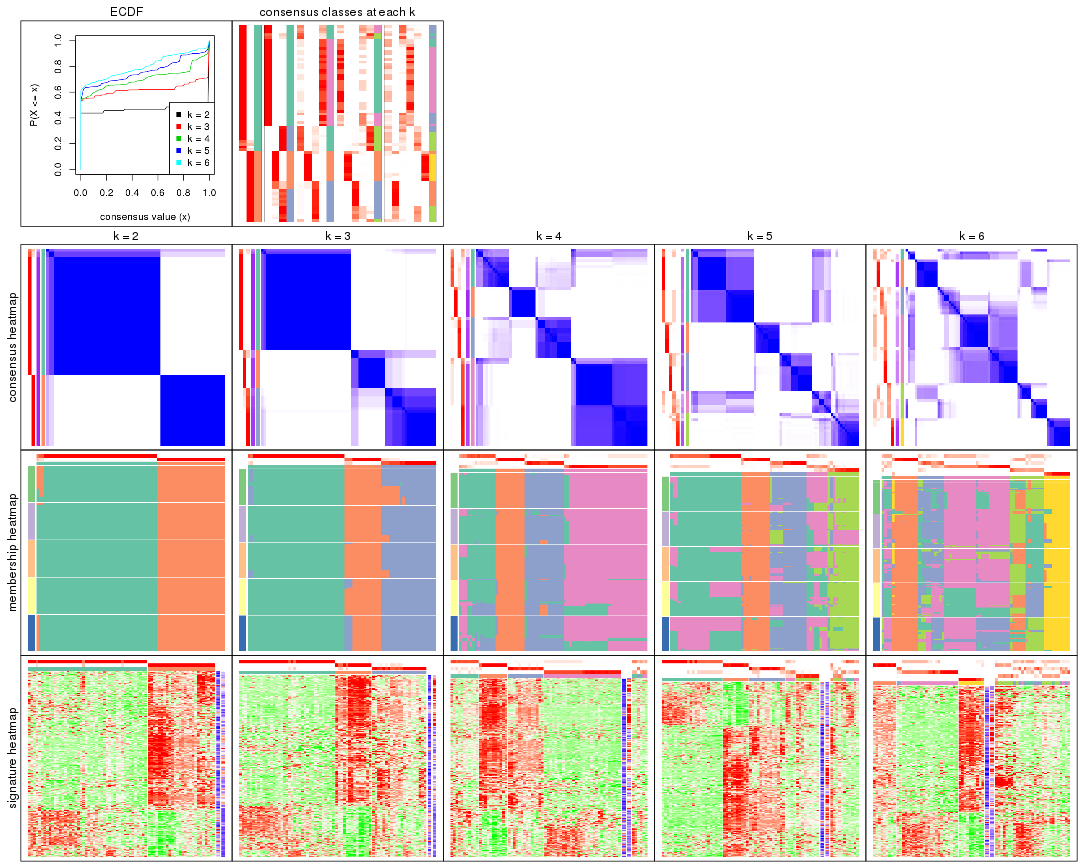 ECDF
consensus classes at each k
P(X <= x)
1.0
0.8
0.6
0.4
0.2
0.0
k = 2
k = 3
k = 4
k = 5
k = 6
0.0 0.2 0.4 0.6 0.8 1.0
consensus value (x)
k = 2
k = 3
k = 4
k = 5
k = 6
consensus heatmap
membership heatmap
signature heatmap